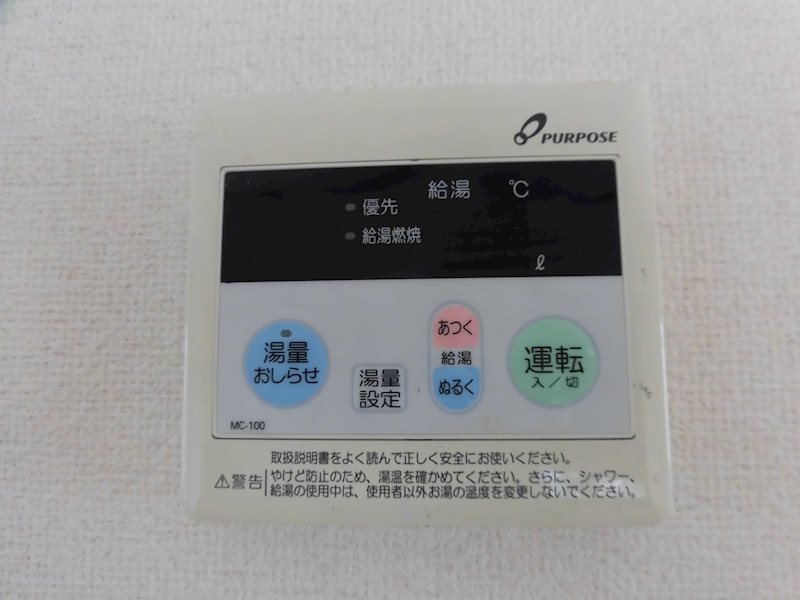 PURPOSE
給湯 ℃
優先
給湯燃焼
ℓ
湯量
おしらせ
湯量
設定
あつく
給湯
ぬるく
運転
入／切
MC-100
取扱説明書をよく読んで正しく安全にお使いください。
⚠警告
やけど防止のため、湯温を確かめてください。さらに、シャワー、
給湯の使用中は、使用者以外お湯の温度を変更しないでください。